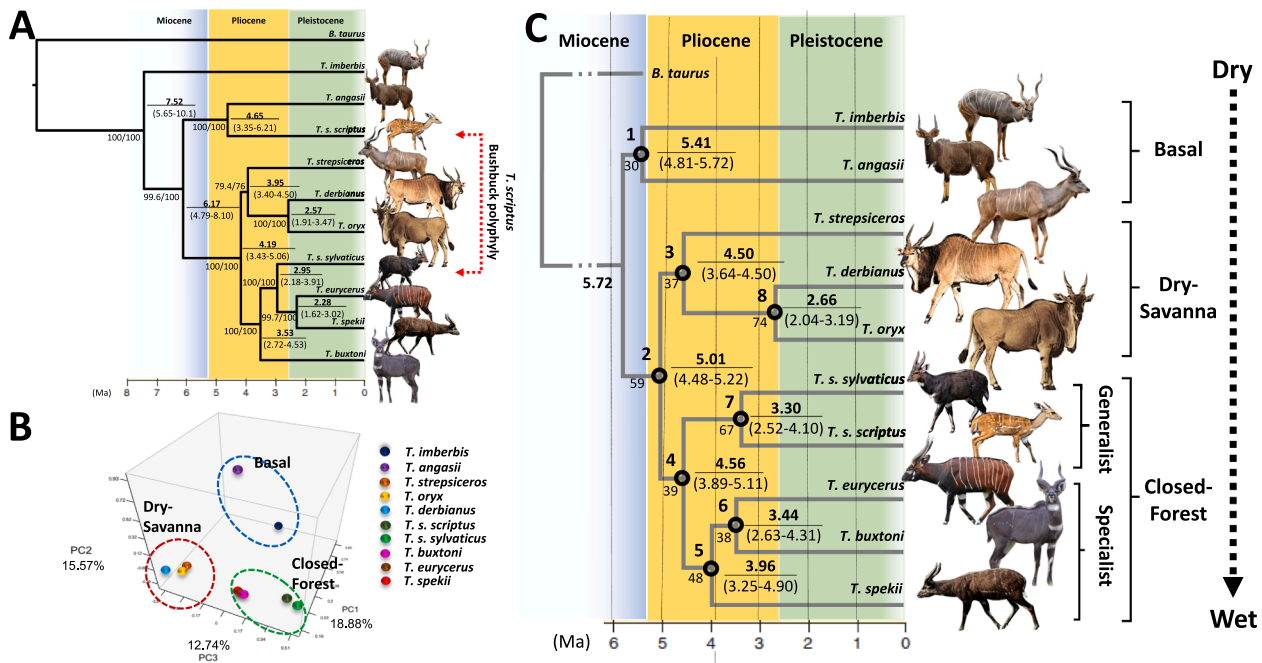 A
Miocene
Pliocene
Pleistocene
B. taurus
T. imberbis
7.52
(5.65-10.1)
T. angasii
4.65
(3.35-6.21)
100/100
T. s. scriptus
100/100
T. strepsiceros
79.4/76
3.95
(3.40-4.50)
T. derbianus
99.6/100
6.17
(4.79-8.10)
2.57
(1.91-3.47)
100/100
T. oryx
4.19
(3.43-5.06)
T. s. sylvaticus
100/100
2.95
(2.18-3.91)
100/100
T. eurycerus
2.28
(1.62-3.02)
99.7/100
T. spekii
100/100
3.53
(2.72-4.53)
T. buxtoni
(Ma)
8 7 6 5 4 3 2 1 0
T. scriptus
Bushbuck polyphyly
B
Basal
Dry-
Savanna
Closed-
Forest
PC2
15.57%
PC1
18.88%
12.74%
PC3
T. imberbis
T. angasii
T. strepsiceros
T. oryx
T. derbianus
T. s. scriptus
T. s. sylvaticus
T. buxtoni
T. eurycerus
T. spekii
C
Miocene
Pliocene
Pleistocene
B. taurus
T. imberbis
1
5.41
(4.81-5.72)
30
T. angasii
T. strepsiceros
3
4.50
(3.64-4.50)
37
5.72
T. derbianus
8
2.66
(2.04-3.19)
74
T. oryx
2
5.01
(4.48-5.22)
59
T. s. sylvaticus
7
3.30
(2.52-4.10)
67
T. s. scriptus
4
4.56
(3.89-5.11)
39
T. eurycerus
6
3.44
(2.63-4.31)
38
T. buxtoni
5
3.96
(3.25-4.90)
48
T. spekii
(Ma)
6 5 4 3 2 1 0
Basal
Dry-
Savanna
Generalist
Specialist
Closed-
Forest
Dry
Wet